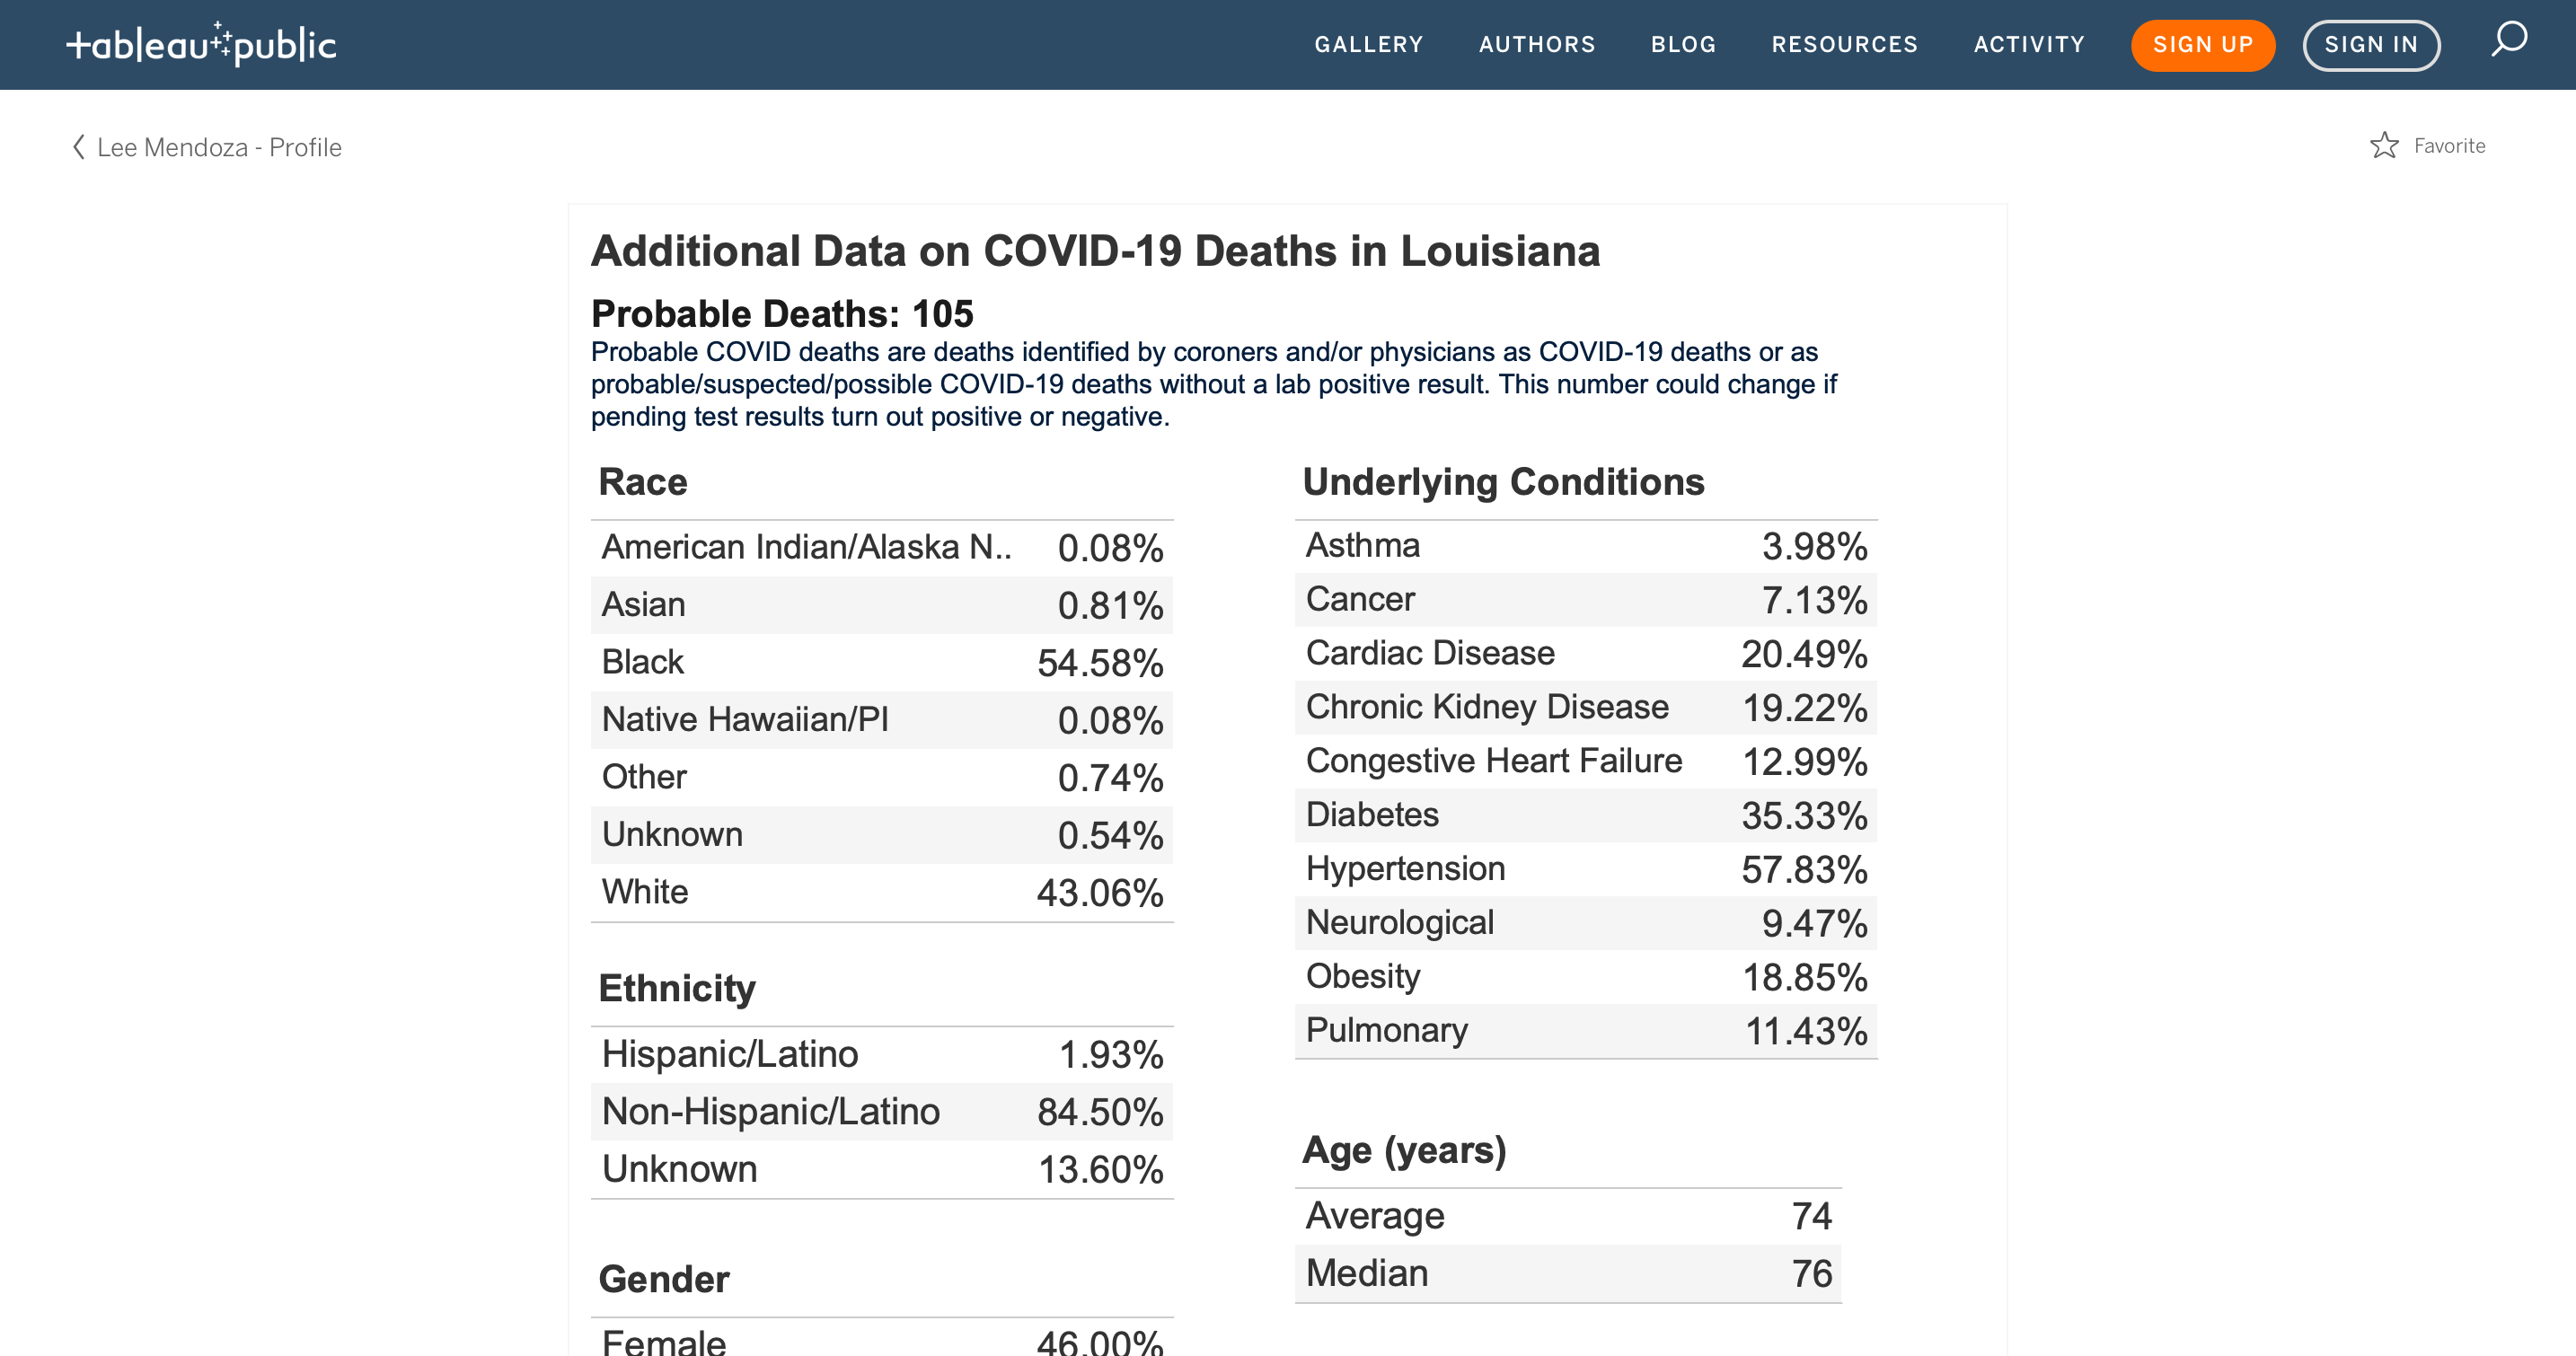 tableau public
GALLERY AUTHORS BLOG RESOURCES ACTIVITY SIGN UP SIGN IN
Lee Mendoza - Profile
Favorite
Additional Data on COVID-19 Deaths in Louisiana
Probable Deaths: 105
Probable COVID deaths are deaths identified by coroners and/or physicians as COVID-19 deaths or as
probable/suspected/possible COVID-19 deaths without a lab positive result. This number could change if
pending test results turn out positive or negative.
Race
American Indian/Alaska N.. 0.08%
Asian 0.81%
Black 54.58%
Native Hawaiian/PI 0.08%
Other 0.74%
Unknown 0.54%
White 43.06%
Ethnicity
Hispanic/Latino 1.93%
Non-Hispanic/Latino 84.50%
Unknown 13.60%
Gender
Female 46.00%
Underlying Conditions
Asthma 3.98%
Cancer 7.13%
Cardiac Disease 20.49%
Chronic Kidney Disease 19.22%
Congestive Heart Failure 12.99%
Diabetes 35.33%
Hypertension 57.83%
Neurological 9.47%
Obesity 18.85%
Pulmonary 11.43%
Age (years)
Average 74
Median 76